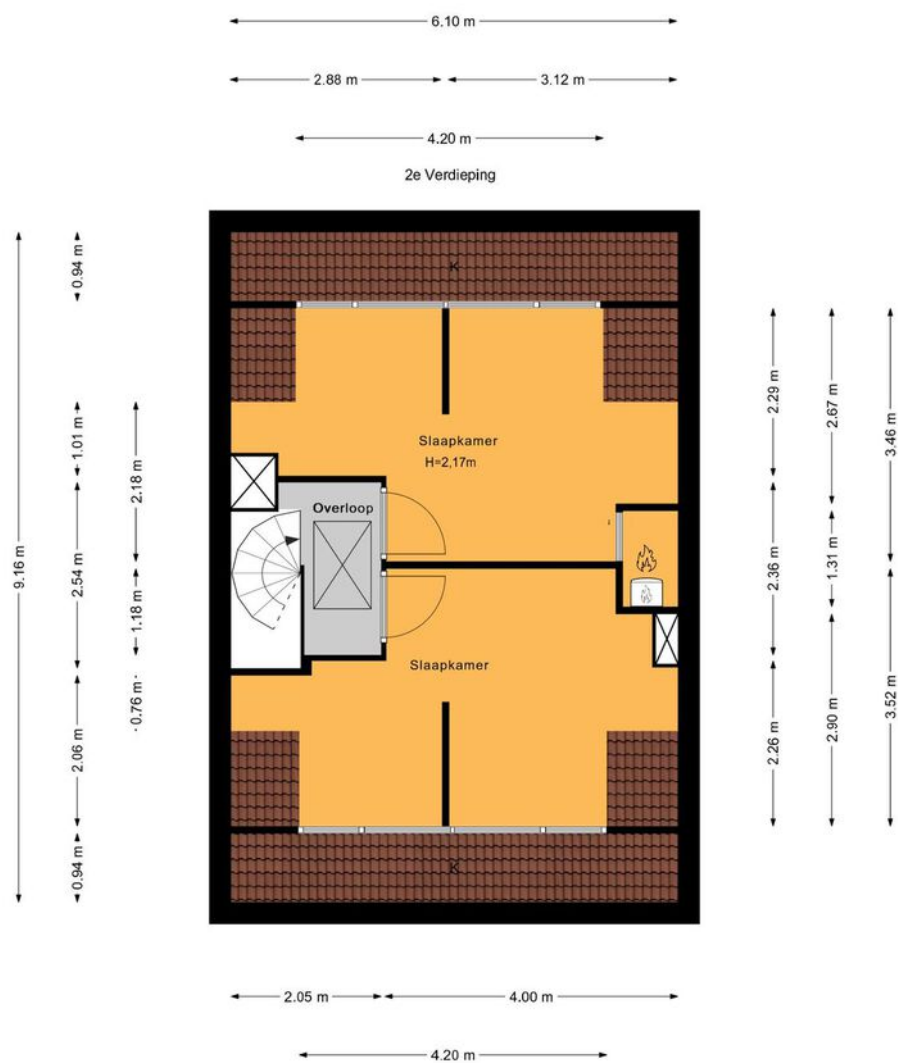 6.10 m
2.88 m
3.12 m
4.20 m
2e Verdieping
9.16 m
0.94 m
1.01 m
2.54 m
2.06 m
0.94 m
2.18 m
1.18 m
0.76 m
K
Slaapkamer
H=2,17m
Overloop
Slaapkamer
K
2.29 m
2.36 m
2.26 m
2.67 m
1.31 m
2.90 m
3.46 m
3.52 m
2.05 m
4.00 m
4.20 m